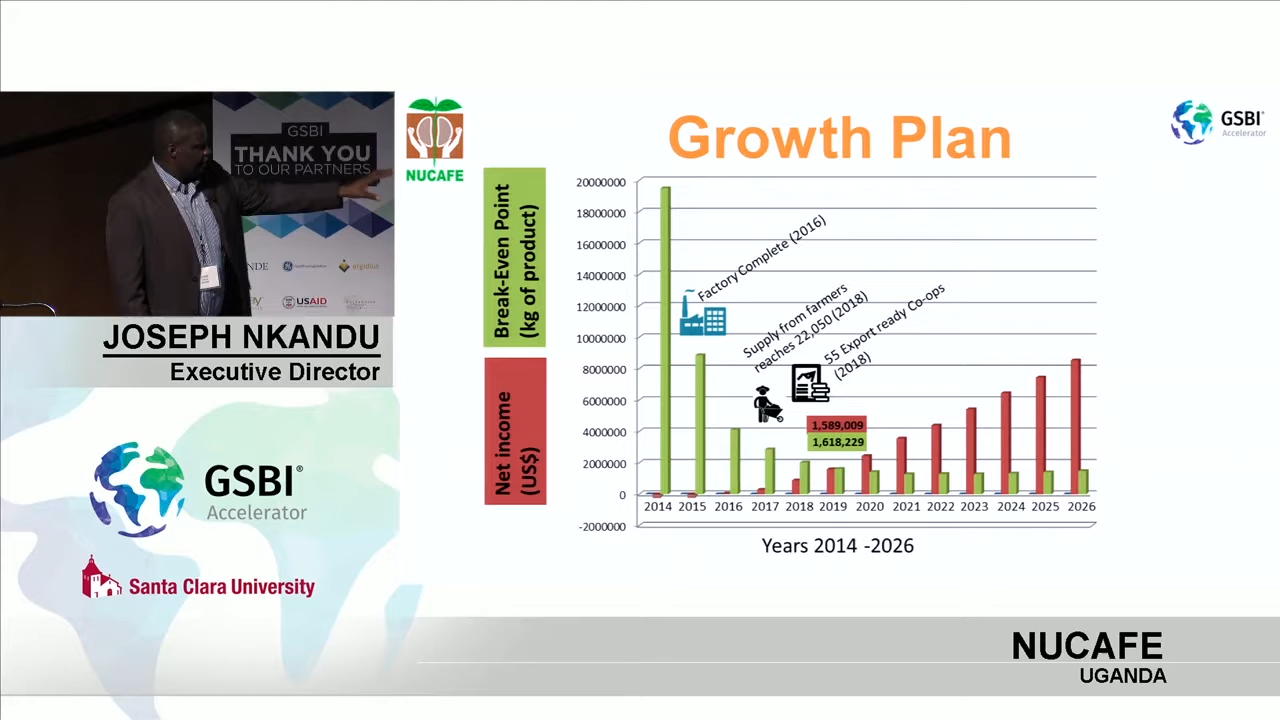 GSBI
THANK YOU
TO OUR PARTNERS
USAID
argidius
JOSEPH NKANDU
Executive Director
GSBI®
Accelerator
Santa Clara University
NUCAFE
Growth Plan
GSBI®
Accelerator
Break-Even Point
(kg of product)
Net income
(US$)
20000000
18000000
16000000
14000000
12000000
10000000
8000000
6000000
4000000
2000000
0
-2000000
Factory Complete (2016)
Supply from farmers
reaches 22,050 (2018)
55 Export ready Co-ops
(2018)
1,589,009
1,618,229
2014 2015 2016 2017 2018 2019 2020 2021 2022 2023 2024 2025 2026
Years 2014 -2026
NUCAFE
UGANDA